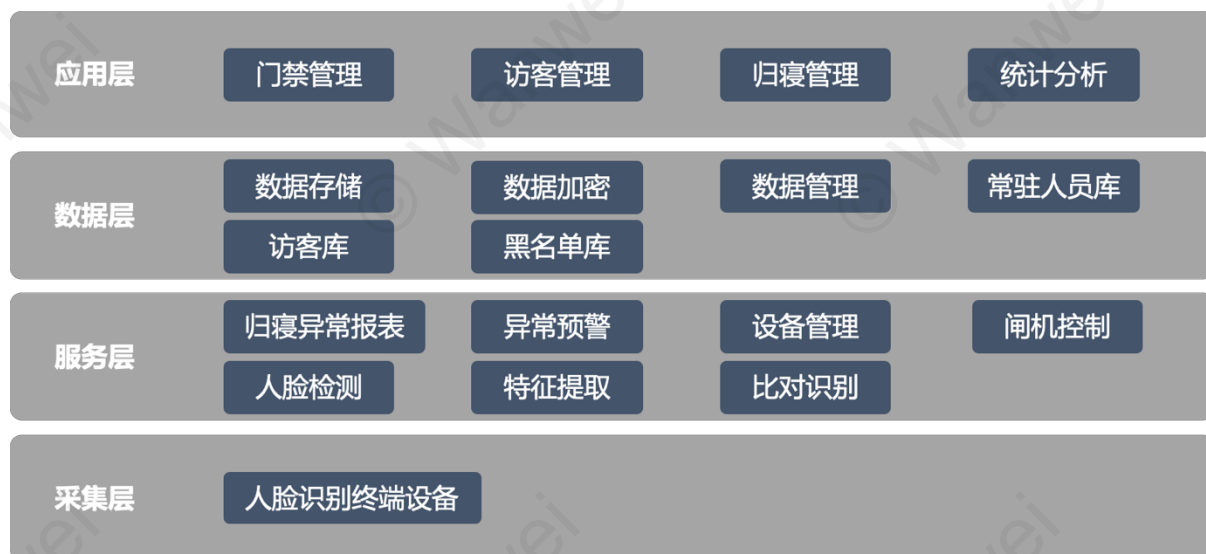 应用层 门禁管理 访客管理 归寝管理 统计分析
数据层
数据存储 数据加密 数据管理 常驻人员库
访客库 黑名单库
服务层
归寝异常报表 异常预警 设备管理 闸机控制
人脸检测 特征提取 比对识别
采集层 人脸识别终端设备
© Wanwei